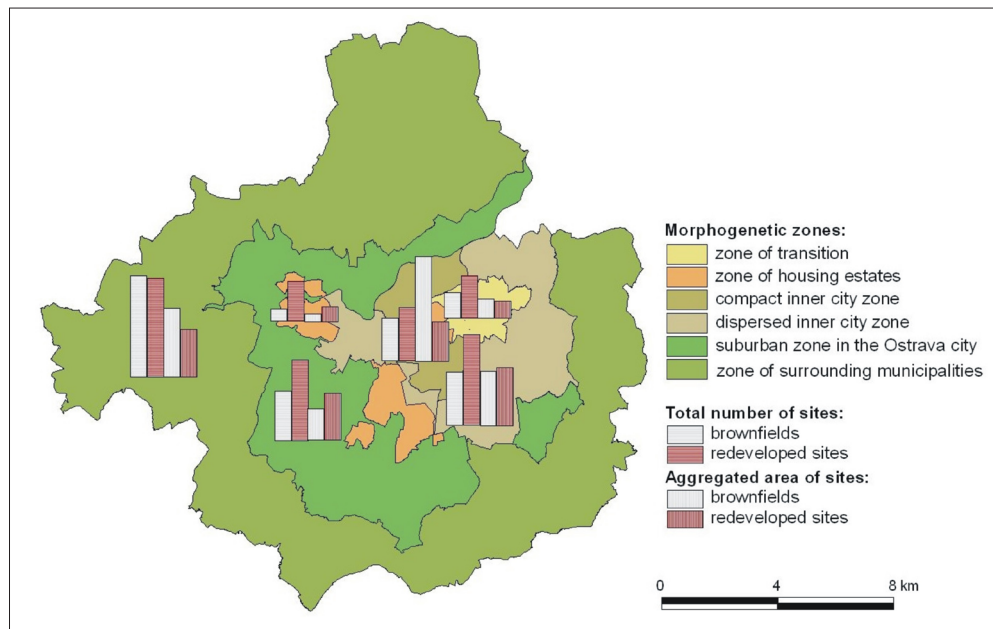 Morphogenetic zones:
zone of transition
zone of housing estates
compact inner city zone
dispersed inner city zone
suburban zone in the Ostrava city
zone of surrounding municipalities
Total number of sites:
brownfields
redeveloped sites
Aggregated area of sites:
brownfields
redeveloped sites
0 4 8 km